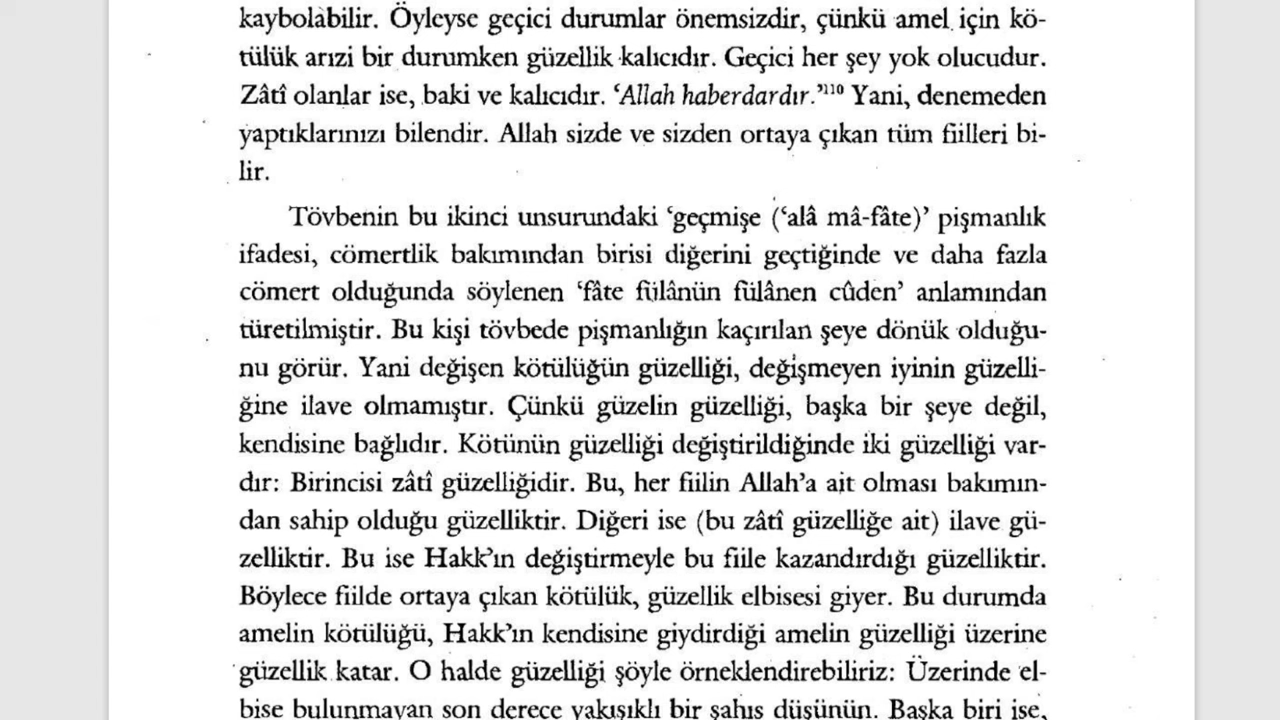 kaybolabilir. Öyleyse geçici durumlar önemsizdir, çünkü amel için kö-
tülük arızi bir durumken güzellik kalıcıdır. Geçici her şey yok olucudur.
Zâtî olanlar ise, baki ve kalıcıdır. ‘Allah haberdardır.’¹¹⁰ Yani, denemeden
yaptıklarınızı bilendir. Allah sizde ve sizden ortaya çıkan tüm fiilleri bi-
lir.
Tövbenin bu ikinci unsurundaki ‘geçmişe (‘alâ mâ-fâte)’ pişmanlık
ifadesi, cömertlik bakımından birisi diğerini geçtiğinde ve daha fazla
cömert olduğunda söylenen ‘fâte fülânün fülânen cûden’ anlamından
türetilmiştir. Bu kişi tövbede pişmanlığın kaçırılan şeye dönük olduğu-
nu görür. Yani değişen kötülüğün güzelliği, değişmeyen iyinin güzelli-
ğine ilave olmamıştır. Çünkü güzelin güzelliği, başka bir şeye değil,
kendisine bağlıdır. Kötünün güzelliği değiştirildiğinde iki güzelliği var-
dır: Birincisi zâtî güzelliğidir. Bu, her fiilin Allah’a ait olması bakımın-
dan sahip olduğu güzelliktir. Diğeri ise (bu zâtî güzelliğe ait) ilave gü-
zelliktir. Bu ise Hakk’ın değiştirmeyle bu fiile kazandırdığı güzelliktir.
Böylece fiilde ortaya çıkan kötülük, güzellik elbisesi giyer. Bu durumda
amelin kötülüğü, Hakk’ın kendisine giydirdiği amelin güzelliği üzerine
güzellik katar. O halde güzelliği şöyle örneklendirebiliriz: Üzerinde el-
bise bulunmayan son derece yakışıklı bir şahıs düşünün. Başka biri ise,